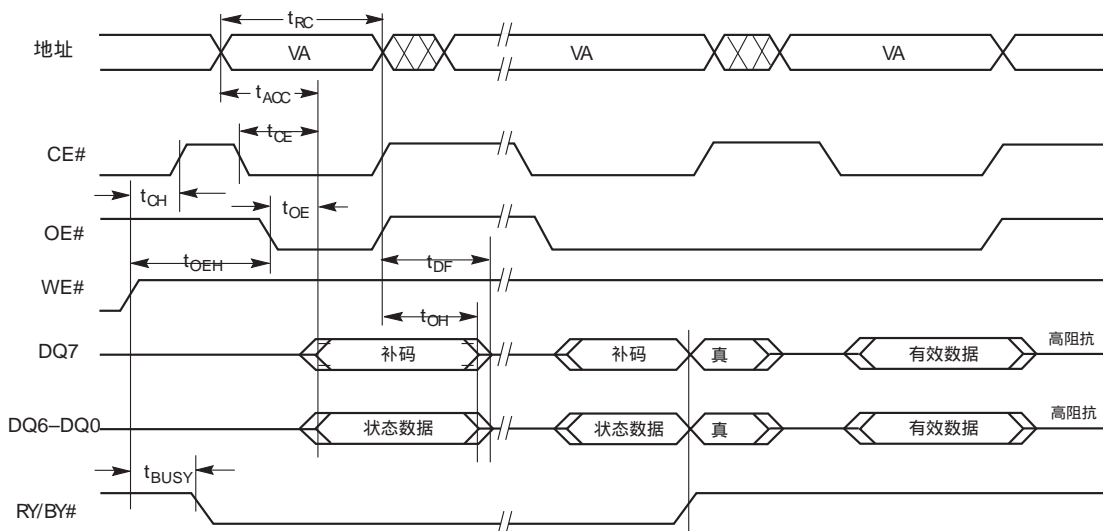 tRC
地址 VA VA VA
tACC
tCE
CE#
tCH
tOE
OE#
tOEH tDF
WE#
tOH
DQ7 补码 补码 真 有效数据 高阻抗
DQ6–DQ0 状态数据 状态数据 真 有效数据 高阻抗
tBUSY
RY/BY#